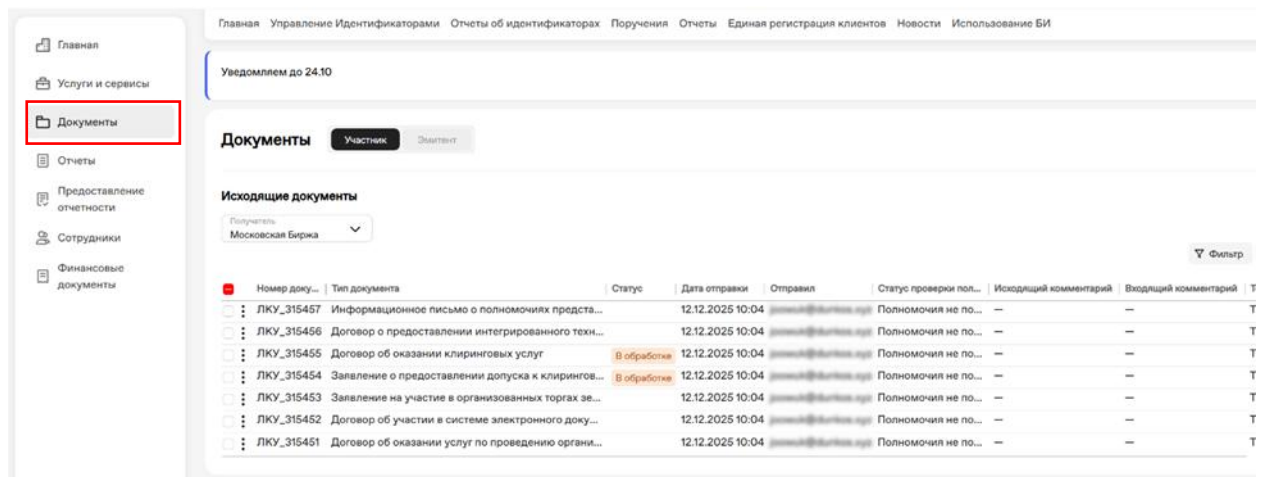 Главная Управление Идентификаторами Отчеты об идентификаторах Поручения Отчеты Единая регистрация клиентов Новости Использование БИ
Главная
Услуги и сервисы
Документы
Отчеты
Предоставление
отчетности
Сотрудники
Финансовые
документы
Уведомляем до 24.10
Документы Участник Эмитент
Исходящие документы
Получатель
Московская Биржа
Фильтр
Номер доку... Тип документа Статус Дата отправки Отправил Статус проверки пол... Исходящий комментарий Входящий комментарий Т
ЛКУ_315457 Информационное письмо о полномочиях предста... 12.12.2025 10:04 Полномочия не по... — — Т
ЛКУ_315456 Договор о предоставлении интегрированного техн... 12.12.2025 10:04 Полномочия не по... — — Т
ЛКУ_315455 Договор об оказании клиринговых услуг В обработке 12.12.2025 10:04 Полномочия не по... — — Т
ЛКУ_315454 Заявление о предоставлении допуска к клирингов... В обработке 12.12.2025 10:04 Полномочия не по... — — Т
ЛКУ_315453 Заявление на участие в организованных торгах зе... 12.12.2025 10:04 Полномочия не по... — — Т
ЛКУ_315452 Договор об участии в системе электронного доку... 12.12.2025 10:04 Полномочия не по... — — Т
ЛКУ_315451 Договор об оказании услуг по проведению органи... 12.12.2025 10:04 Полномочия не по... — — Т